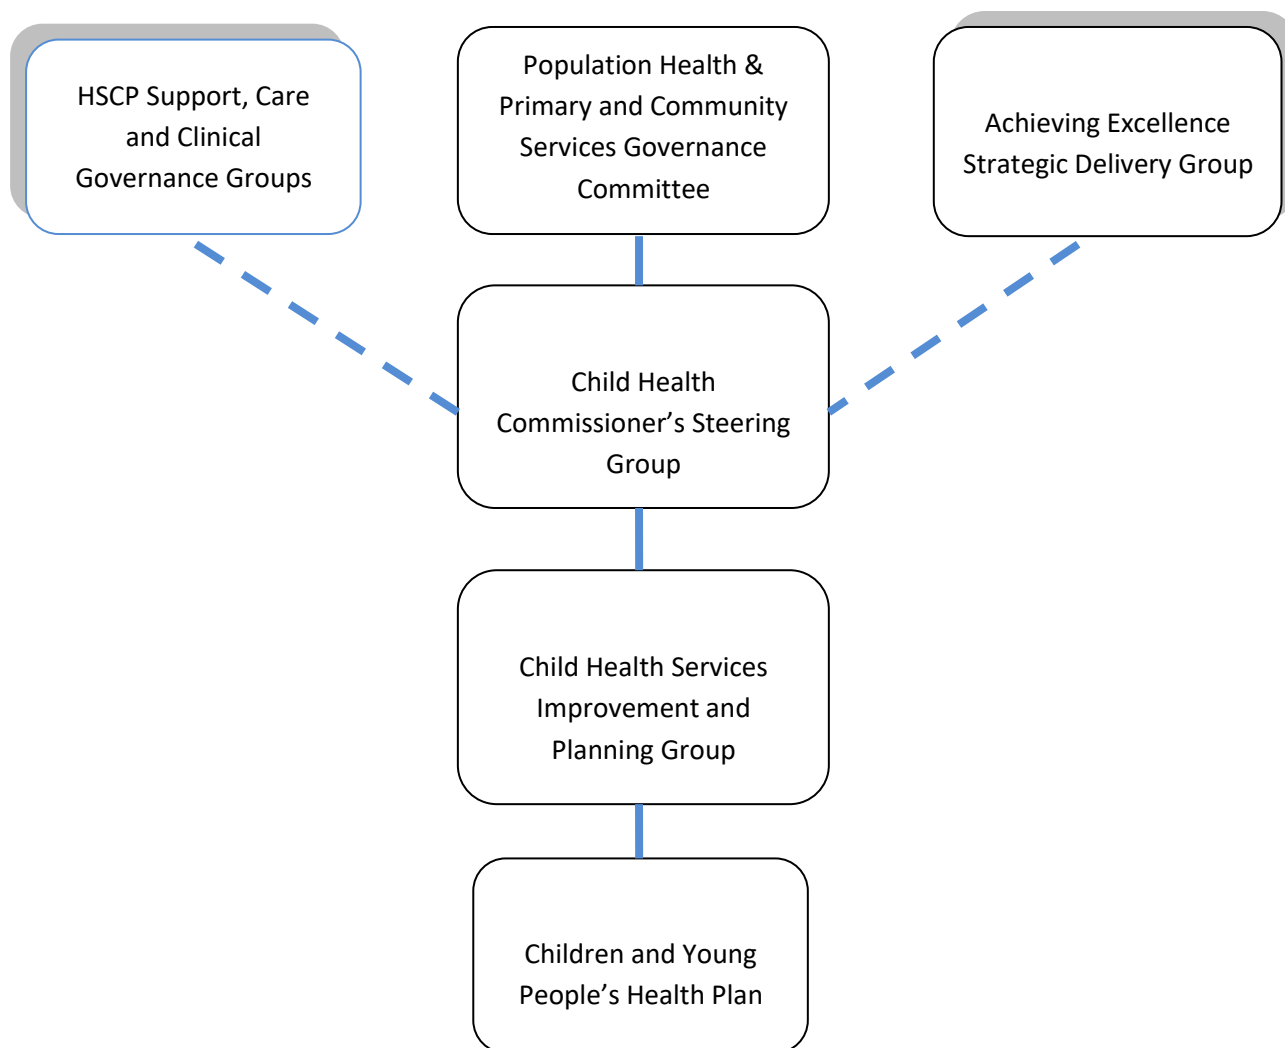 HSCP Support, Care
and Clinical
Governance Groups
Population Health &
Primary and Community
Services Governance
Committee
Achieving Excellence
Strategic Delivery Group
Child Health
Commissioner’s Steering
Group
Child Health Services
Improvement and
Planning Group
Children and Young
People’s Health Plan